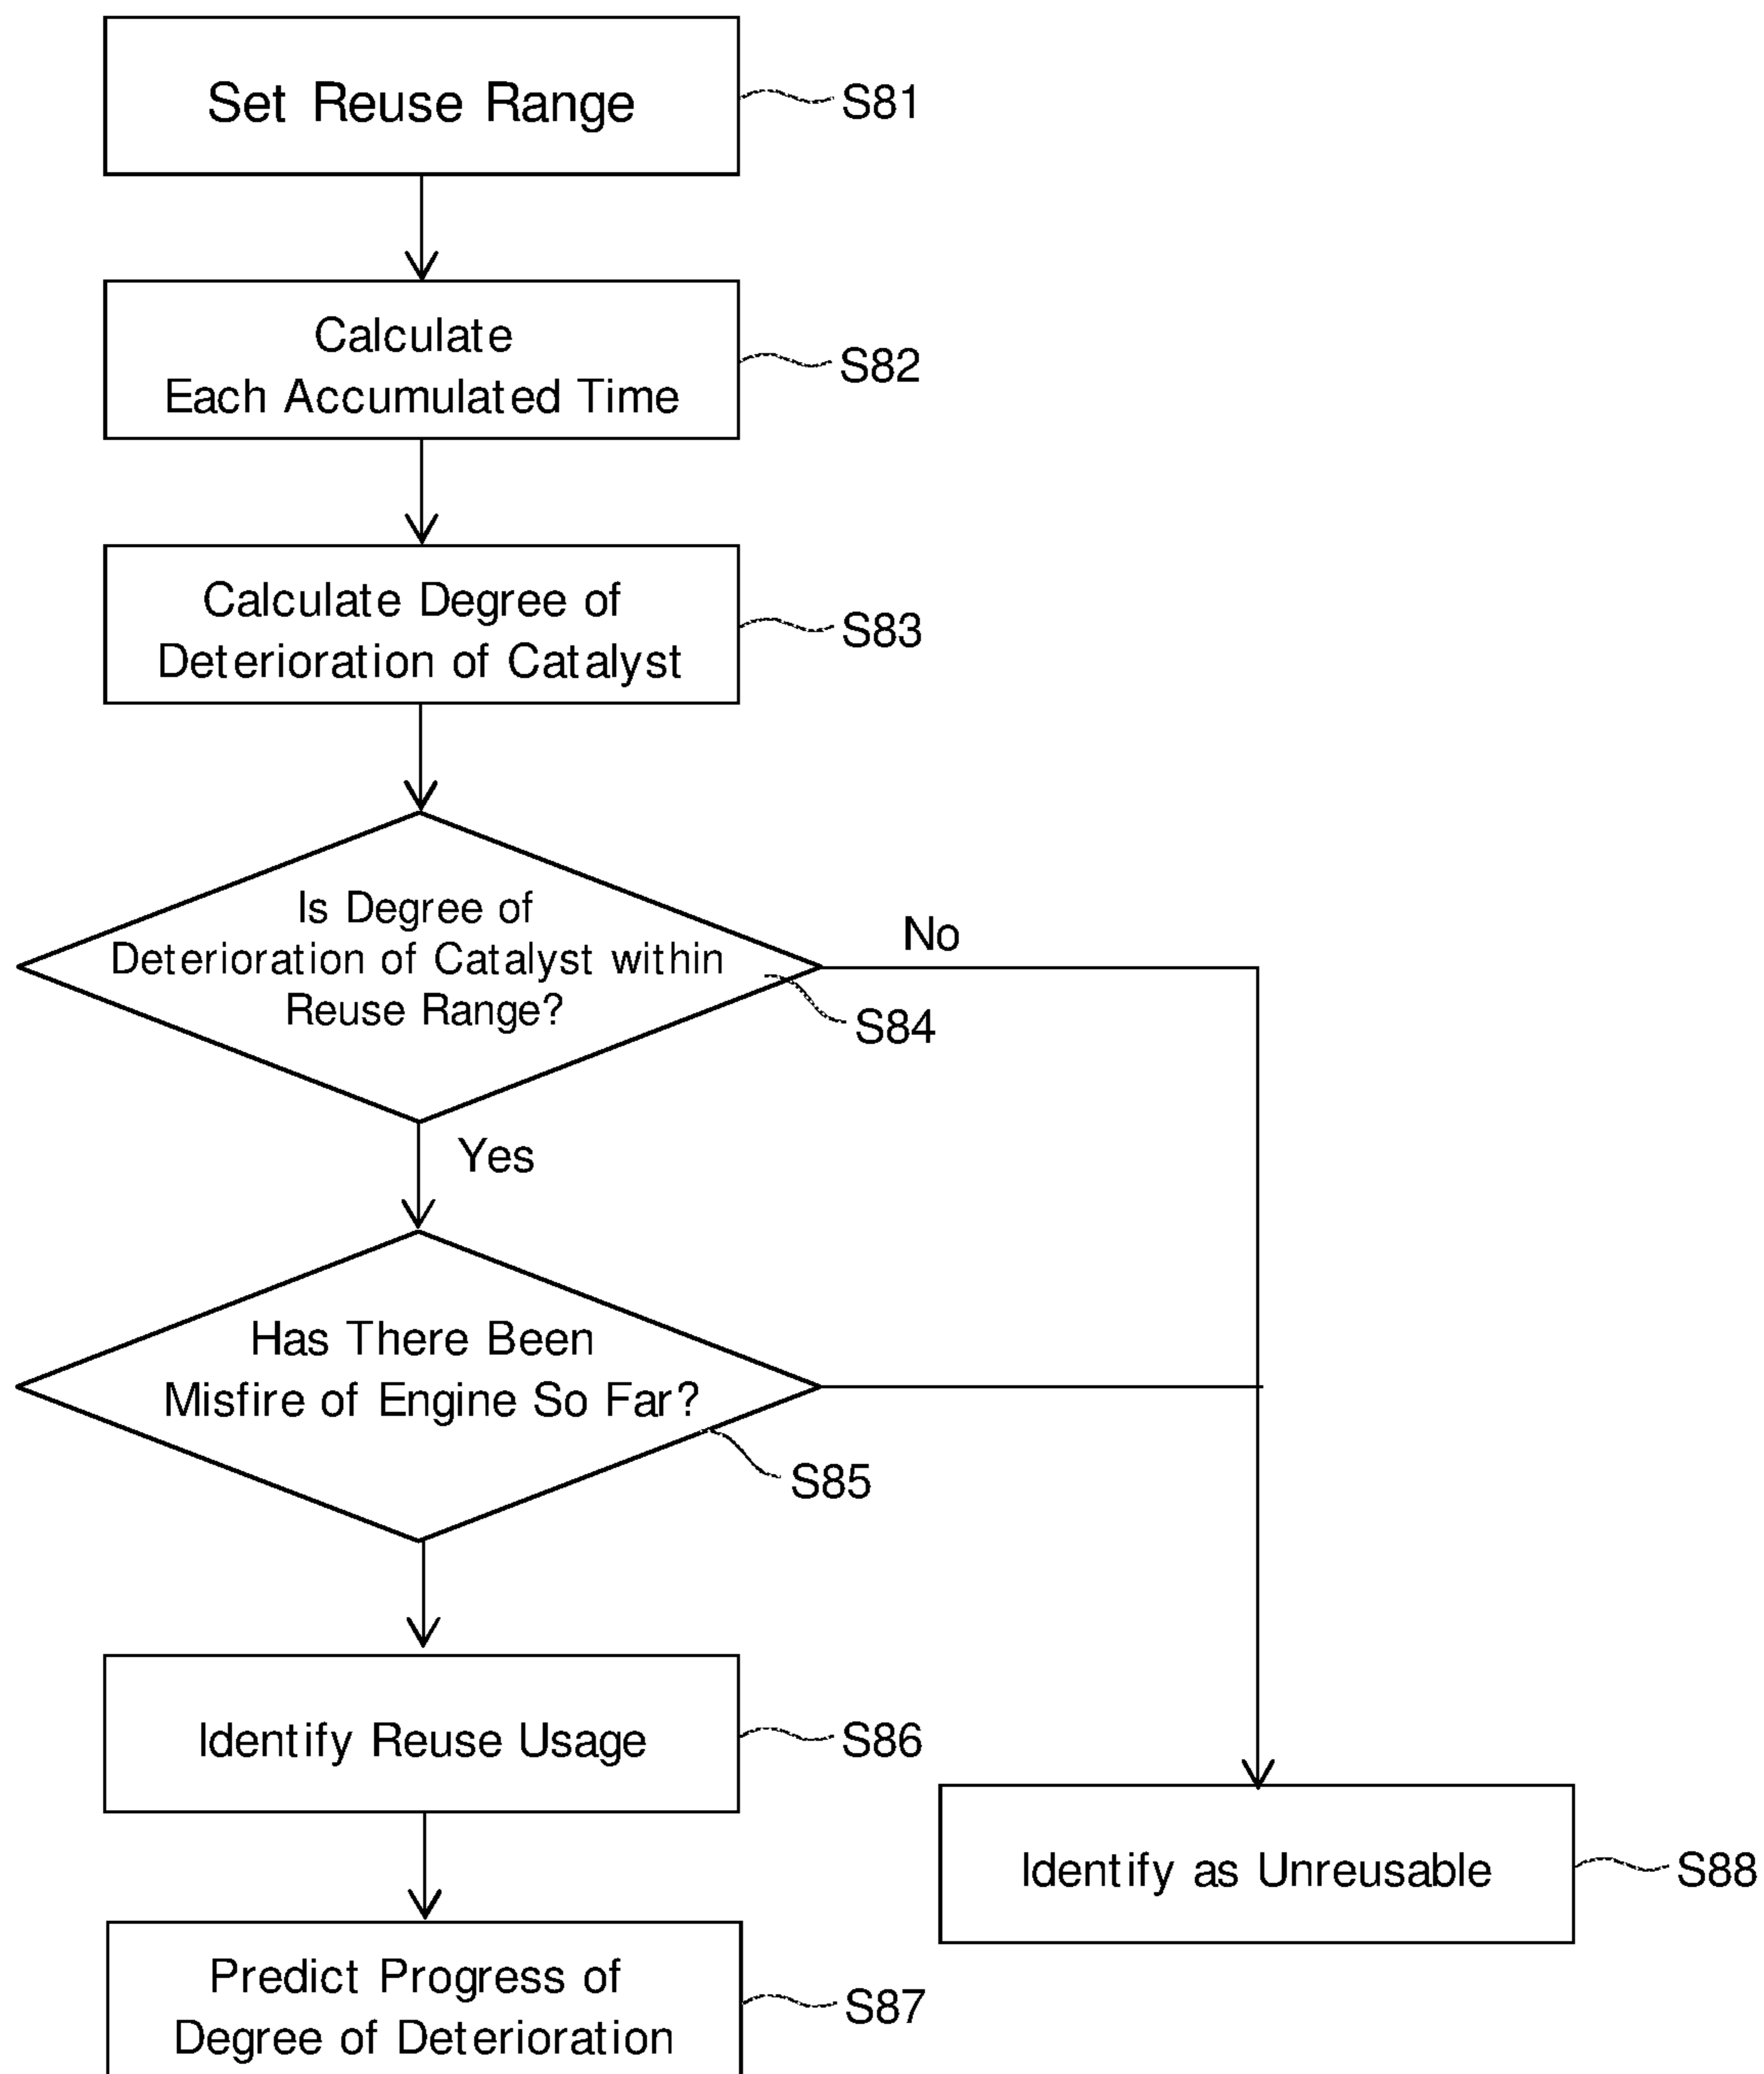 Set Reuse Range
S81
Calculate
Each Accumulated Time
S82
Calculate Degree of
Deterioration of Catalyst
S83
Is Degree of
Deterioration of Catalyst within
Reuse Range?
No
S84
Yes
Has There Been
Misfire of Engine So Far?
S85
Identify Reuse Usage
S86
Identify as Unreusable
S88
Predict Progress of
Degree of Deterioration
S87